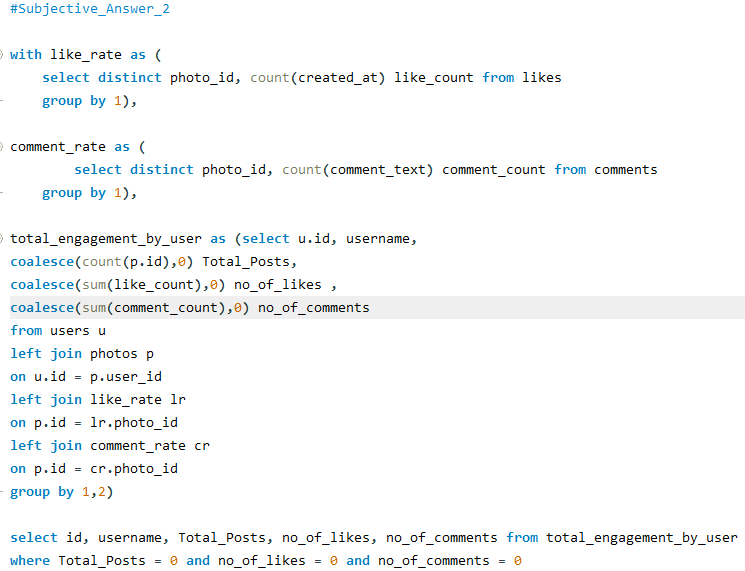 #Subjective_Answer_2
with like_rate as (
select distinct photo_id, count(created_at) like_count from likes
group by 1),
comment_rate as (
select distinct photo_id, count(comment_text) comment_count from comments
group by 1),
total_engagement_by_user as (select u.id, username,
coalesce(count(p.id),0) Total_Posts,
coalesce(sum(like_count),0) no_of_likes ,
coalesce(sum(comment_count),0) no_of_comments
from users u
left join photos p
on u.id = p.user_id
left join like_rate lr
on p.id = lr.photo_id
left join comment_rate cr
on p.id = cr.photo_id
group by 1,2)
select id, username, Total_Posts, no_of_likes, no_of_comments from total_engagement_by_user
where Total_Posts = 0 and no_of_likes = 0 and no_of_comments = 0